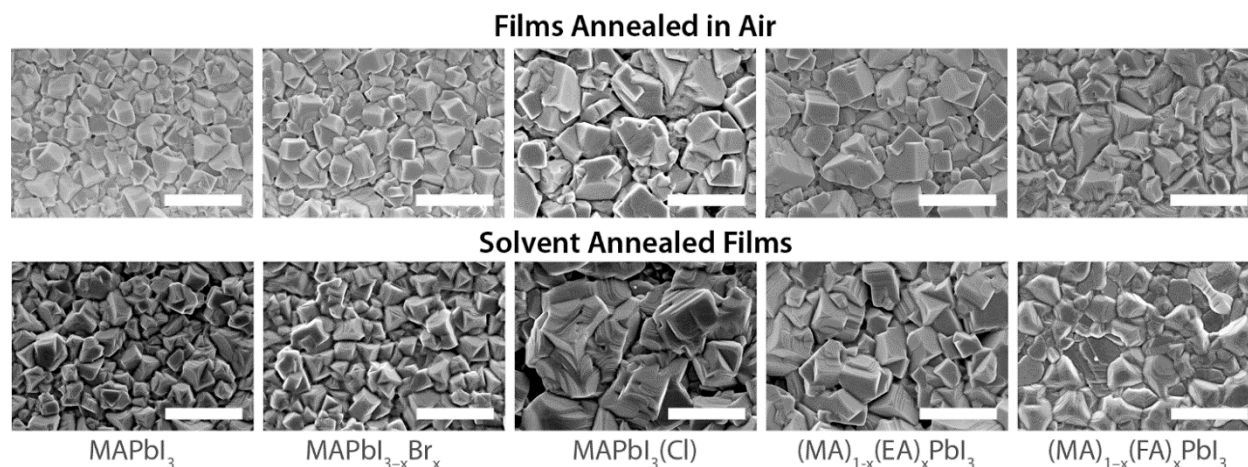 Films Annealed in Air
Solvent Annealed Films
MAPbI₃ MAPbI₃₋ₓBrₓ MAPbI₃(Cl) (MA)₁₋ₓ(EA)ₓPbI₃ (MA)₁₋ₓ(FA)ₓPbI₃